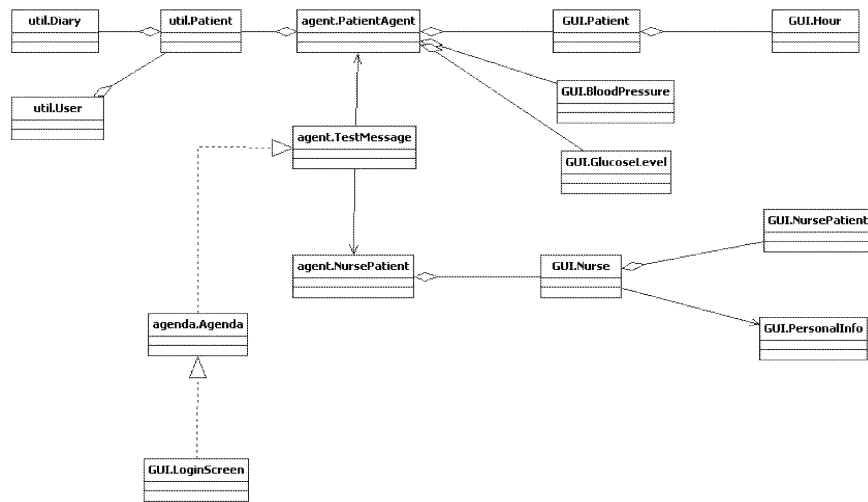 util.Diary
util.Patient
agent.PatientAgent
GUI.Patient
GUI.Hour
GUI.BloodPressure
util.User
agent.TestMessage
GUI.GlucoseLevel
GUI.NursePatient
agent.NursePatient
GUI.Nurse
agenda.Agenda
GUI.PersonalInfo
GUI.LoginScreen